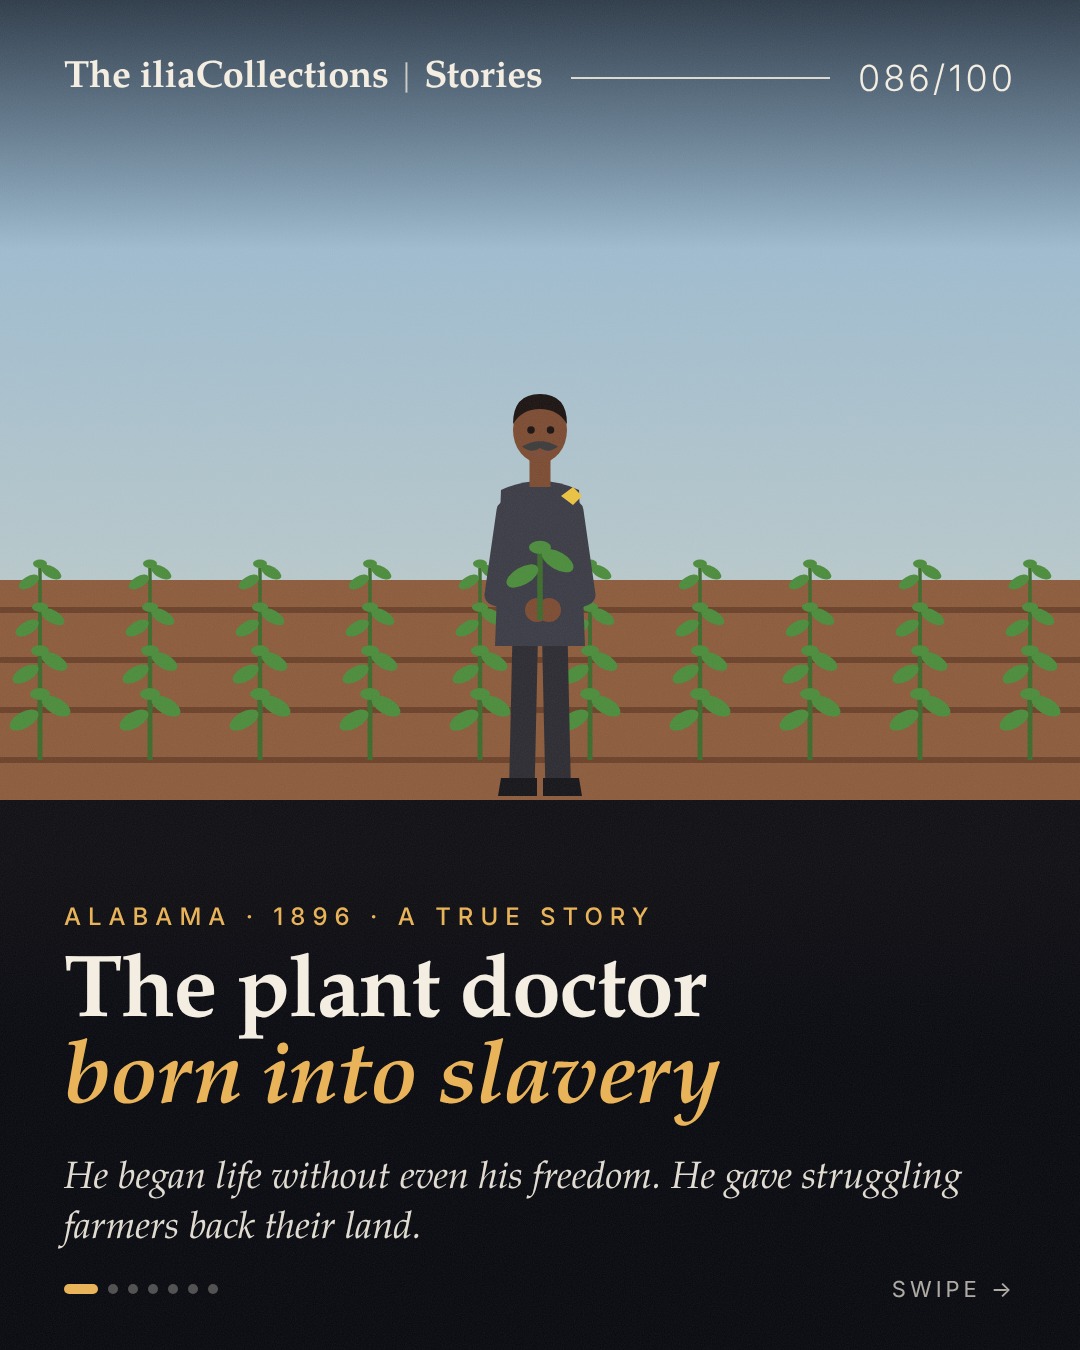 The iliaCollections | Stories 086/100
ALABAMA · 1896 · A TRUE STORY
The plant doctor
born into slavery
He began life without even his freedom. He gave struggling
farmers back their land.
SWIPE →